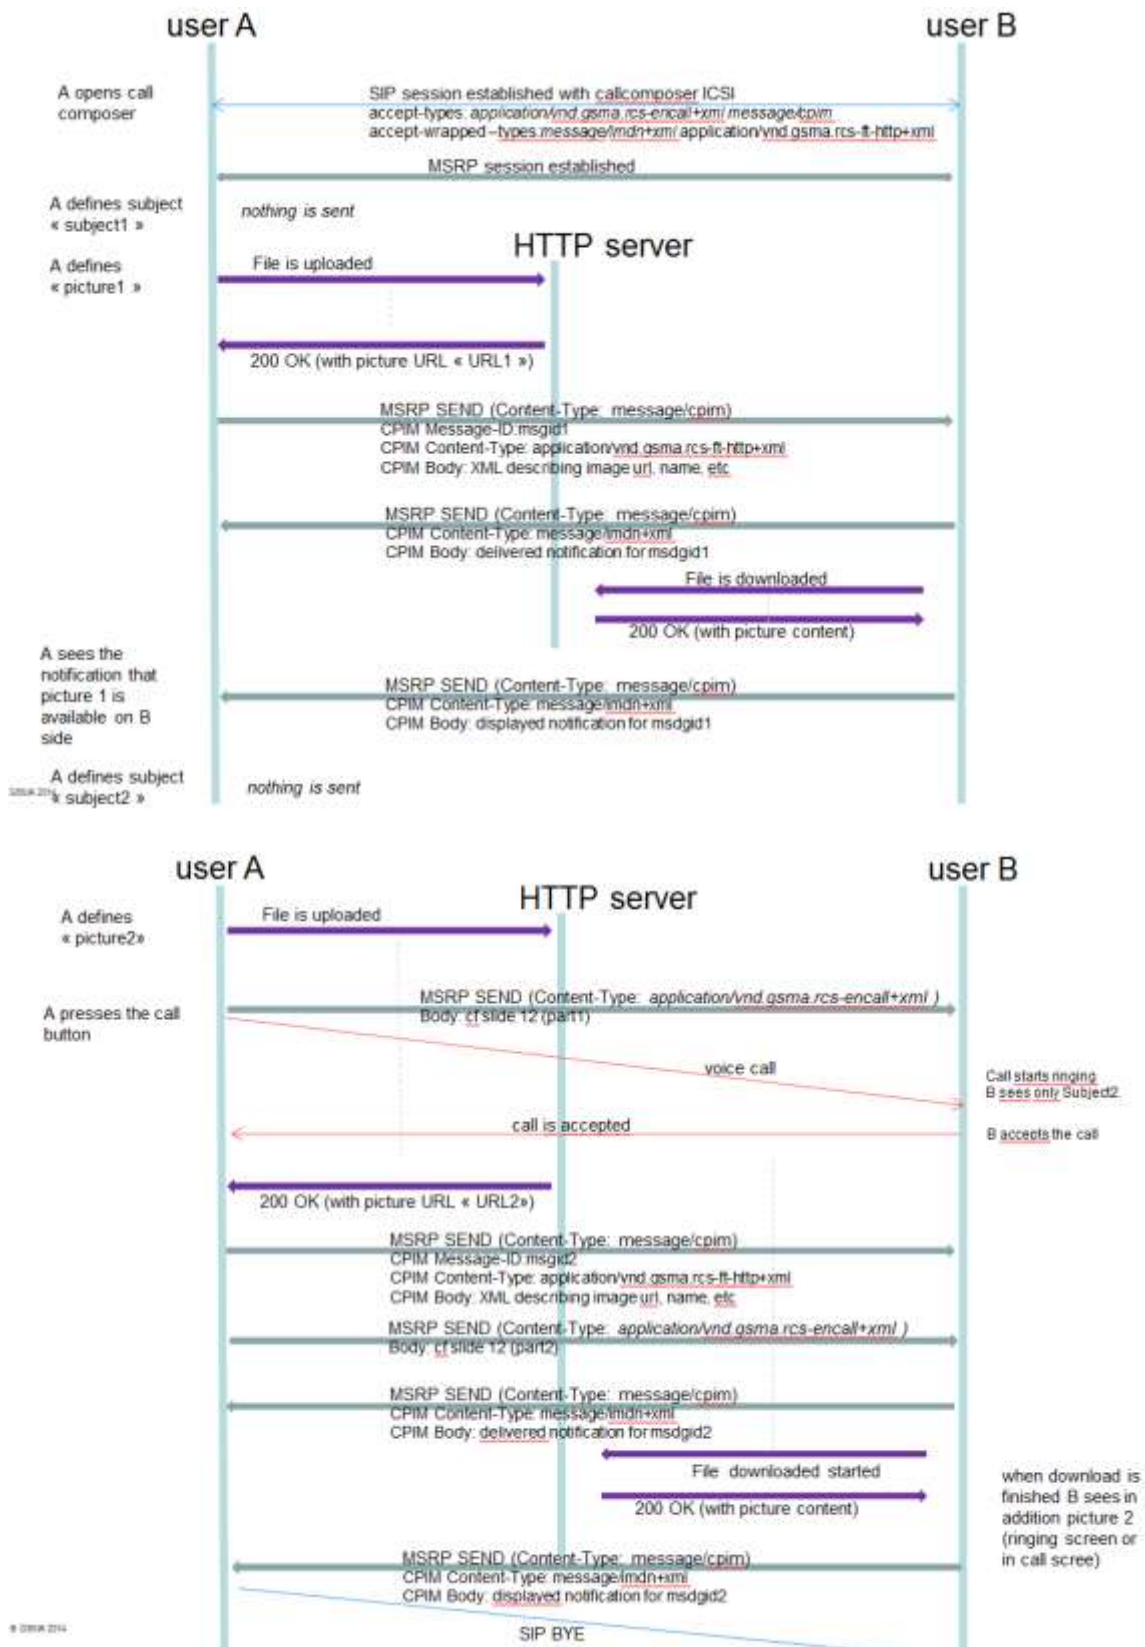 user A
user B
A opens call
composer
SIP session established with callcomposer ICSI
accept-types: application/vnd.gsma.rcs-encall+xml message/cpim
accept-wrapped –types:message/imdn+xml application/vnd.gsma.rcs-ft-http+xml
MSRP session established
A defines subject
« subject1 »
nothing is sent
HTTP server
A defines
« picture1 »
File is uploaded
200 OK (with picture URL « URL1 »)
MSRP SEND (Content-Type: message/cpim)
CPIM Message-ID:msgid1
CPIM Content-Type: application/vnd.gsma.rcs-ft-http+xml
CPIM Body: XML describing image url, name, etc
MSRP SEND (Content-Type: message/cpim)
CPIM Content-Type: message/imdn+xml
CPIM Body: delivered notification for msdgid1
File is downloaded
200 OK (with picture content)
A sees the
notification that
picture 1 is
available on B
side
MSRP SEND (Content-Type: message/cpim)
CPIM Content-Type: message/imdn+xml
CPIM Body: displayed notification for msdgid1
A defines subject
« subject2 »
nothing is sent
user A
user B
HTTP server
A defines
« picture2»
File is uploaded
A presses the call
button
MSRP SEND (Content-Type: application/vnd.gsma.rcs-encall+xml )
Body: cf slide 12 (part1)
voice call
Call starts ringing
B sees only Subject2.
call is accepted
B accepts the call
200 OK (with picture URL « URL2»)
MSRP SEND (Content-Type: message/cpim)
CPIM Message-ID:msgid2
CPIM Content-Type: application/vnd.gsma.rcs-ft-http+xml
CPIM Body: XML describing image url, name, etc
MSRP SEND (Content-Type: application/vnd.gsma.rcs-encall+xml )
Body: cf slide 12 (part2)
MSRP SEND (Content-Type: message/cpim)
CPIM Content-Type: message/imdn+xml
CPIM Body: delivered notification for msdgid2
File downloaded started
200 OK (with picture content)
when download is
finished B sees in
addition picture 2
(ringing screen or
in call scree)
MSRP SEND (Content-Type: message/cpim)
CPIM Content-Type: message/imdn+xml
CPIM Body: displayed notification for msdgid2
© GSMA 2014
SIP BYE